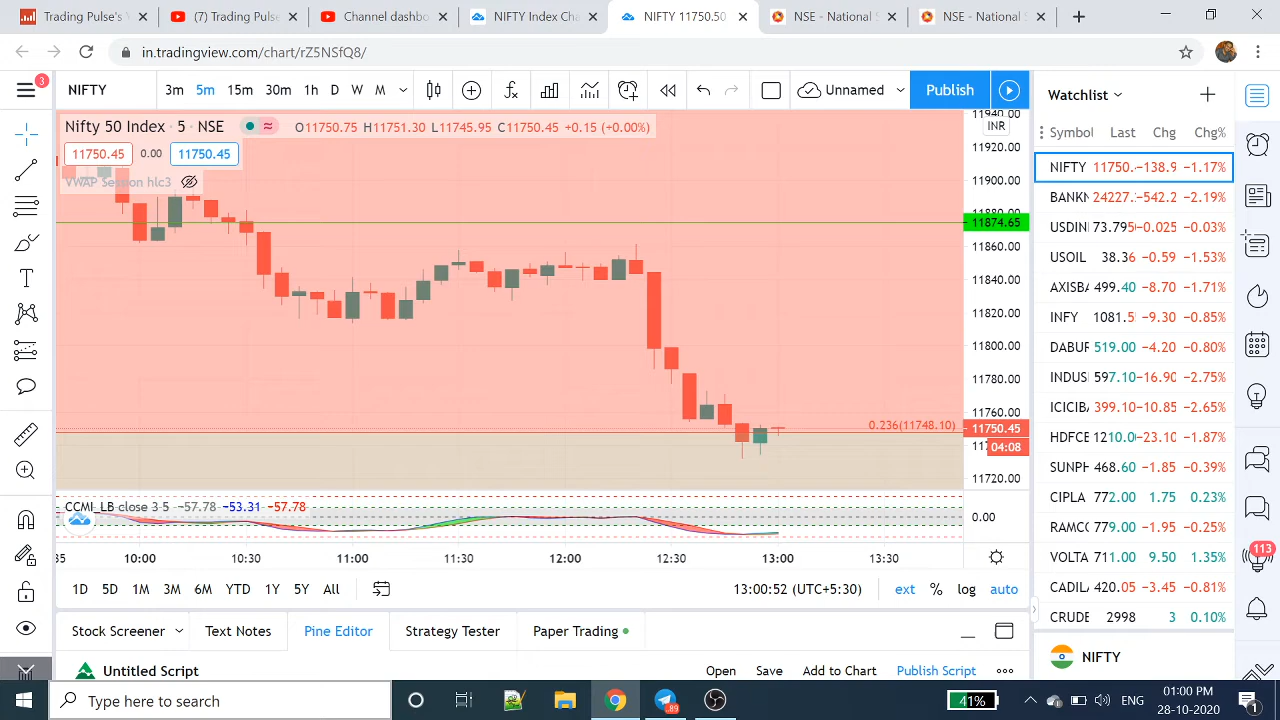 Trading Pulse's
(7) Trading Pulse
Channel dashbo
NIFTY Index Cha
NIFTY 11750.50
NSE - National
NSE - National S
in.tradingview.com/chart/rZ5NSfQ8/
3
NIFTY
3m 5m 15m 30m 1h D W M
Unnamed
Publish
Watchlist
Nifty 50 Index · 5 · NSE
O11750.75 H11751.30 L11745.95 C11750.45 +0.15 (+0.00%)
11750.45 0.00 11750.45
VWAP Session hlc3
11940.00
INR
11920.00
11900.00
11880.00
11874.65
11860.00
11840.00
11820.00
11800.00
11780.00
11760.00
0.236(11748.10)
11750.45
04:08
11720.00
Symbol Last Chg Chg%
NIFTY 11750. −138.9 −1.17%
BANKN 24227. −542.2 −2.19%
USDIN 73.795 −0.025 −0.03%
USOIL 38.36 −0.59 −1.53%
AXISBA 499.40 −8.70 −1.71%
INFY 1081.5 −9.30 −0.85%
DABUR 519.00 −4.20 −0.80%
INDUS 597.10 −16.90 −2.75%
ICICIB 399.10 −10.85 −2.65%
HDFCE 1210.0 −23.10 −1.87%
SUNPH 468.60 −1.85 −0.39%
CIPLA 772.00 1.75 0.23%
RAMCO 779.00 −1.95 −0.25%
VOLTA 711.00 9.50 1.35%
CADIL 420.05 −3.45 −0.81%
CRUDE 2998 3 0.10%
NIFTY
113
CCMI_LB close 3 5 −57.78 −53.31 −57.78
0.00
10:00 10:30 11:00 11:30 12:00 12:30 13:00 13:30
1D 5D 1M 3M 6M YTD 1Y 5Y All
13:00:52 (UTC+5:30)
ext % log auto
Stock Screener
Text Notes
Pine Editor
Strategy Tester
Paper Trading
Untitled Script
Open Save Add to Chart Publish Script
Type here to search
89
41%
ENG
01:00 PM
28-10-2020
1